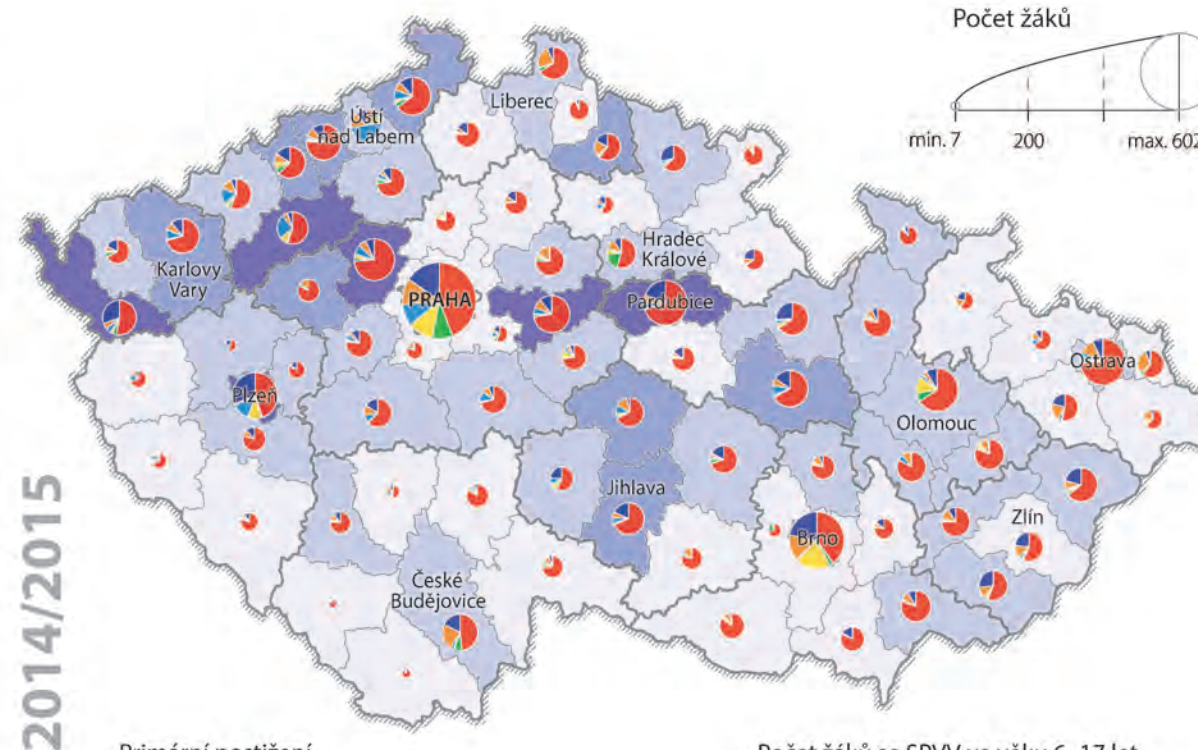 Počet žáků
min. 7
200
max. 602
Liberec
Ústí
nad Labem
Karlovy
Vary
Hradec
Králové
PRAHA
Pardubice
Plzeň
Ostrava
Olomouc
Jihlava
Brno
Zlín
České
Budějovice
2014/2015
Primární postižení
Počet žáků se SPVV ve věku 6–17 let